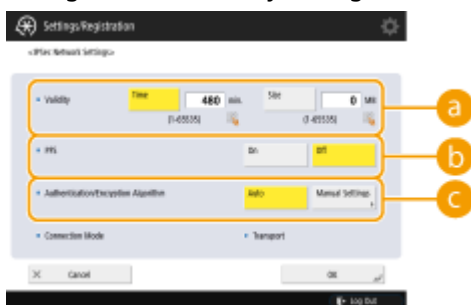 Settings/Registration
<IPSec Network Settings>
Validity Time 480 min. Size 0 MB
(1-65535) (0-65535)
a
PFS On Off
b
Authentication/Encryption Algorithm Auto Manual Settings
c
Connection Mode Transport
Cancel OK
Log Out